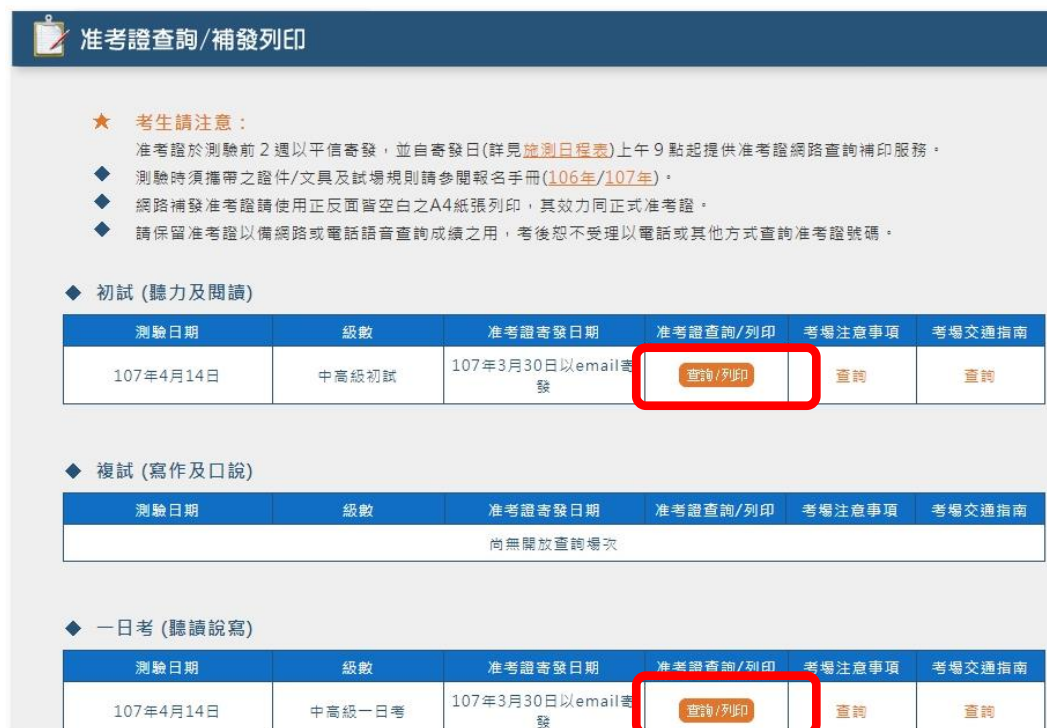 准考證查詢/補發列印
★ 考生請注意：
准考證於測驗前2週以平信寄發，並自寄發日(詳見施測日程表)上午9點起提供准考證網路查詢補印服務。
◆ 測驗時須攜帶之證件/文具及試場規則請參閱報名手冊(106年/107年)。
◆ 網路補發准考證請使用正反面皆空白之A4紙張列印，其效力同正式准考證。
◆ 請保留准考證以備網路或電話語音查詢成績之用，考後恕不受理以電話或其他方式查詢准考證號碼。
◆ 初試 (聽力及閱讀)
測驗日期 級數 准考證寄發日期 准考證查詢/列印 考場注意事項 考場交通指南
107年4月14日 中高級初試 107年3月30日以email寄發 查詢/列印 查詢 查詢
◆ 複試 (寫作及口說)
測驗日期 級數 准考證寄發日期 准考證查詢/列印 考場注意事項 考場交通指南
尚無開放查詢場次
◆ 一日考 (聽讀說寫)
測驗日期 級數 准考證寄發日期 准考證查詢/列印 考場注意事項 考場交通指南
107年4月14日 中高級一日考 107年3月30日以email寄發 查詢/列印 查詢 查詢